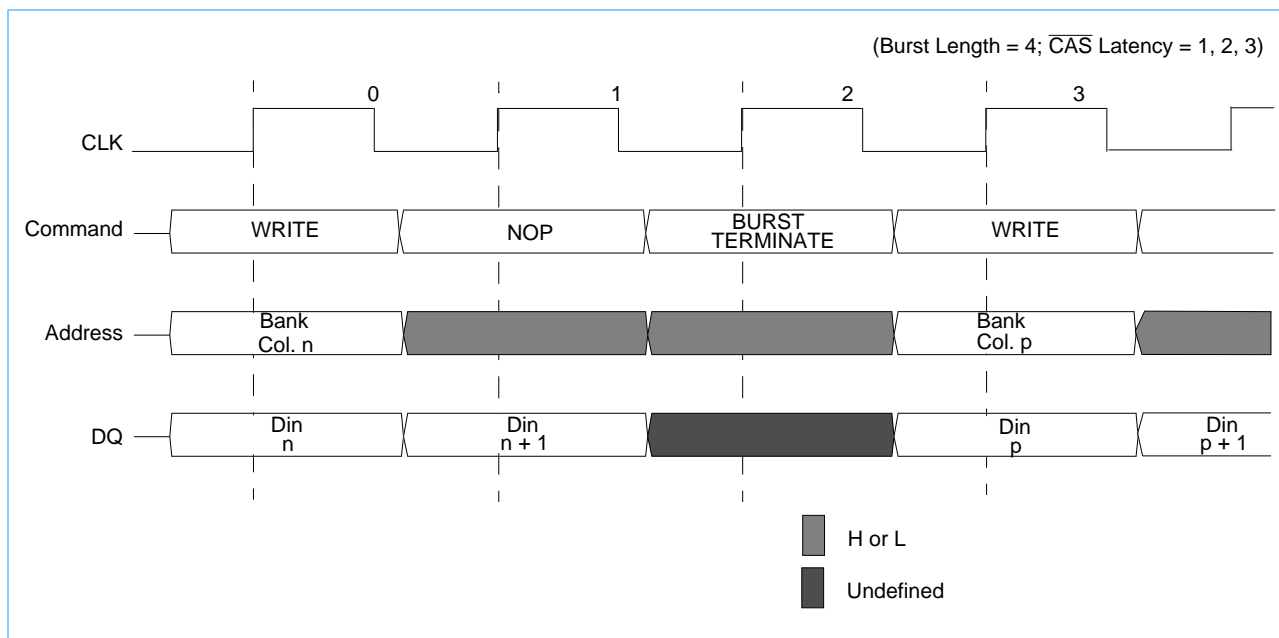 (Burst Length = 4; CAS Latency = 1, 2, 3)
0 1 2 3
CLK
Command WRITE NOP BURST TERMINATE WRITE
Address Bank Col. n Bank Col. p
DQ Din n Din n + 1 Din p Din p + 1
H or L
Undefined